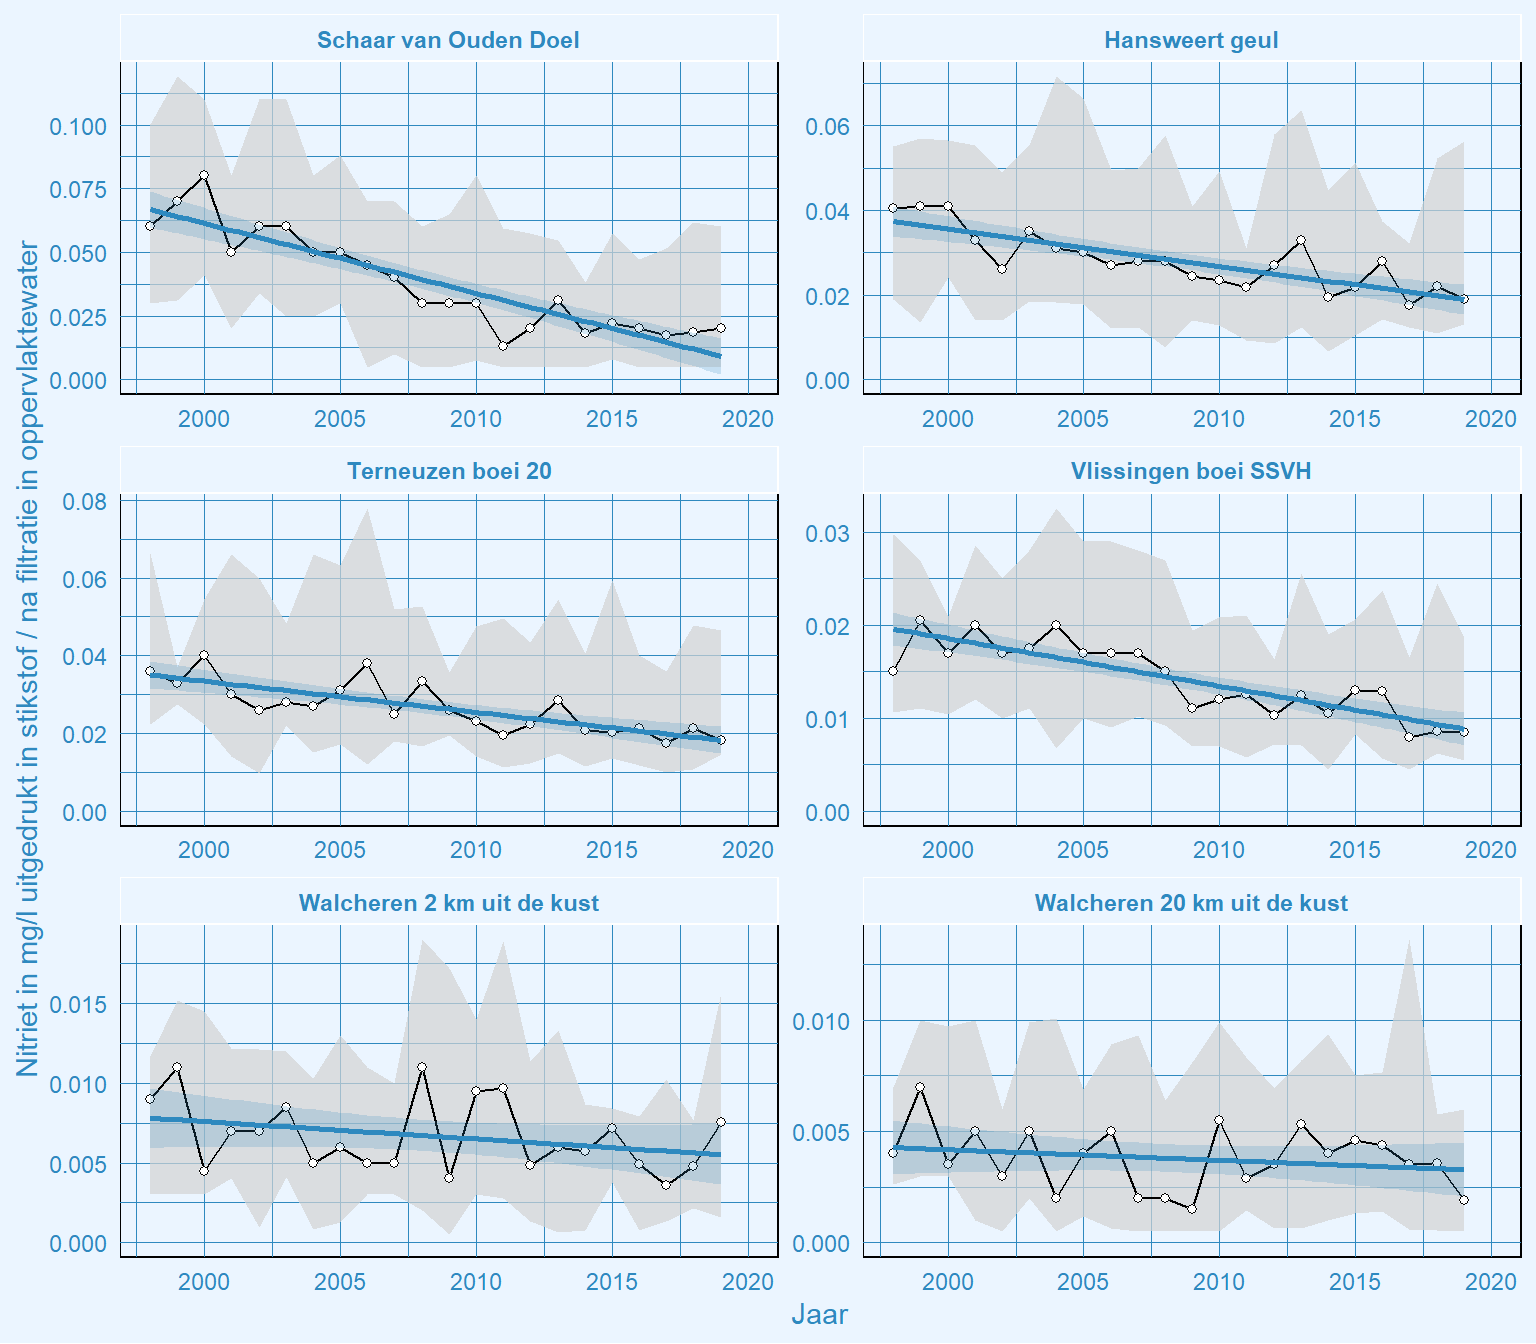 Nitriet in mg/l uitgedrukt in stikstof / na filtratie in oppervlaktewater
Schaar van Ouden Doel
0.100
0.075
0.050
0.025
0.000
2000 2005 2010 2015 2020
Hansweert geul
0.06
0.04
0.02
0.00
2000 2005 2010 2015 2020
Terneuzen boei 20
0.08
0.06
0.04
0.02
0.00
2000 2005 2010 2015 2020
Vlissingen boei SSVH
0.03
0.02
0.01
0.00
2000 2005 2010 2015 2020
Walcheren 2 km uit de kust
0.015
0.010
0.005
0.000
2000 2005 2010 2015 2020
Walcheren 20 km uit de kust
0.010
0.005
0.000
2000 2005 2010 2015 2020
Jaar